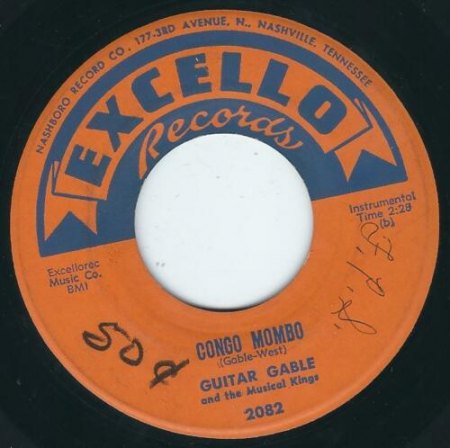 NASHBORO RECORD CO., 177-3RD AVENUE, N., NASHVILLE, TENNESSEE
EXCELLO
Records
Instrumental
Time 2:28
(b)
Excellorec
Music Co.
BMI
50¢
CONGO MOMBO
(Gable-West)
GUITAR GABLE
and the Musical Kings
2082